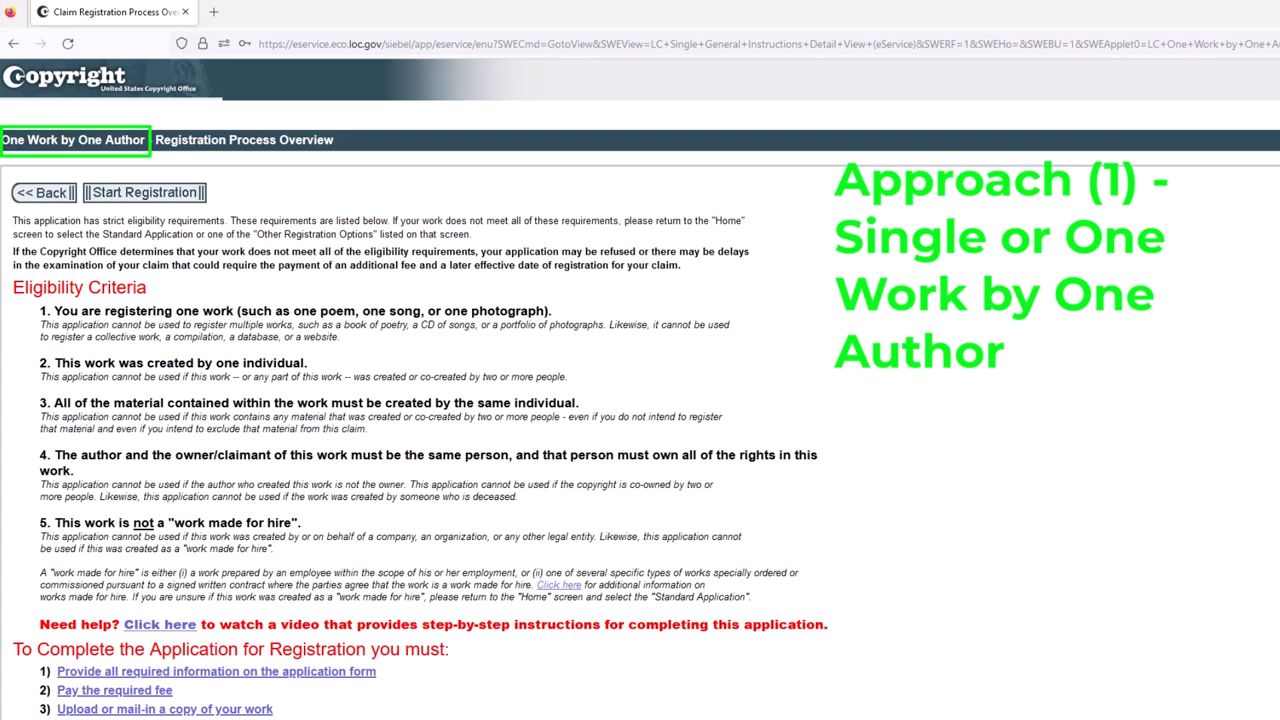 Claim Registration Process Ove
https://eservice.eco.loc.gov/siebel/app/eservice/enu?SWECmd=GotoView&SWEView=LC+Single+General+Instructions+Detail+View+(eService)&SWERF=1&SWEHo=&SWEBU=1&SWEApplet0=LC+One+Work+by+One+A
Copyright
United States Copyright Office
One Work by One Author Registration Process Overview
<< Back Start Registration
This application has strict eligibility requirements. These requirements are listed below. If your work does not meet all of these requirements, please return to the "Home"
screen to select the Standard Application or one of the "Other Registration Options" listed on that screen.
If the Copyright Office determines that your work does not meet all of the eligibility requirements, your application may be refused or there may be delays
in the examination of your claim that could require the payment of an additional fee and a later effective date of registration for your claim.
Eligibility Criteria
1. You are registering one work (such as one poem, one song, or one photograph).
This application cannot be used to register multiple works, such as a book of poetry, a CD of songs, or a portfolio of photographs. Likewise, it cannot be used
to register a collective work, a compilation, a database, or a website.
2. This work was created by one individual.
This application cannot be used if this work -- or any part of this work -- was created or co-created by two or more people.
3. All of the material contained within the work must be created by the same individual.
This application cannot be used if this work contains any material that was created or co-created by two or more people - even if you do not intend to register
that material and even if you intend to exclude that material from this claim.
4. The author and the owner/claimant of this work must be the same person, and that person must own all of the rights in this
work.
This application cannot be used if the author who created this work is not the owner. This application cannot be used if the copyright is co-owned by two or
more people. Likewise, this application cannot be used if the work was created by someone who is deceased.
5. This work is not a "work made for hire".
This application cannot be used if this work was created by or on behalf of a company, an organization, or any other legal entity. Likewise, this application cannot
be used if this was created as a "work made for hire".
A "work made for hire" is either (i) a work prepared by an employee within the scope of his or her employment, or (ii) one of several specific types of works specially ordered or
commissioned pursuant to a signed written contract where the parties agree that the work is a work made for hire. Click here for additional information on
works made for hire. If you are unsure if this work was created as a "work made for hire", please return to the "Home" screen and select the "Standard Application".
Need help? Click here to watch a video that provides step-by-step instructions for completing this application.
To Complete the Application for Registration you must:
1) Provide all required information on the application form
2) Pay the required fee
3) Upload or mail-in a copy of your work
Approach (1) -
Single or One
Work by One
Author